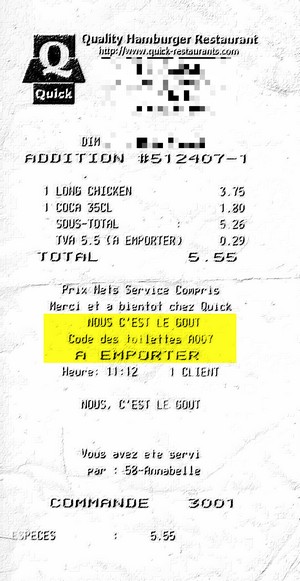 Q
Quick
Quality Hamburger Restaurant
http://www.quick-restaurants.com
DIM
ADDITION #512407-1
1 LONG CHICKEN 3.75
1 COCA 35CL 1.80
SOUS-TOTAL : 5.26
TVA 5.5 (A EMPORTER) 0.29
TOTAL 5.55
Prix Nets Service Compris
Merci et a bientot chez Quick
NOUS C'EST LE GOUT
Code des toilettes A007
A EMPORTER
Heure: 11:12 1 CLIENT
NOUS, C'EST LE GOUT
Vous avez ete servi
par : 58-Annabelle
COMMANDE 3001
ESPECES : 5.55